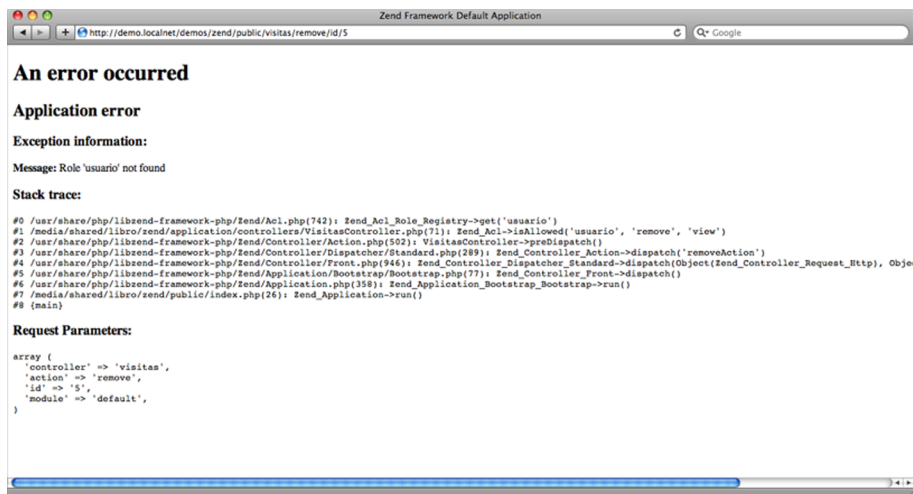 Zend Framework Default Application
http://demo.localnet/demos/zend/public/visitas/remove/id/5
Google
An error occurred
Application error
Exception information:
Message: Role 'usuario' not found
Stack trace:
#0 /usr/share/php/libzend-framework-php/Zend/Acl.php(742): Zend_Acl_Role_Registry->get('usuario')
#1 /media/shared/libro/zend/application/controllers/VisitasController.php(71): Zend_Acl->isAllowed('usuario', 'remove', 'view')
#2 /usr/share/php/libzend-framework-php/Zend/Controller/Action.php(502): VisitasController->preDispatch()
#3 /usr/share/php/libzend-framework-php/Zend/Controller/Dispatcher/Standard.php(289): Zend_Controller_Action->dispatch('removeAction')
#4 /usr/share/php/libzend-framework-php/Zend/Controller/Front.php(946): Zend_Controller_Dispatcher_Standard->dispatch(Object(Zend_Controller_Request_Http), Objec
#5 /usr/share/php/libzend-framework-php/Zend/Application/Bootstrap/Bootstrap.php(77): Zend_Controller_Front->dispatch()
#6 /usr/share/php/libzend-framework-php/Zend/Application.php(358): Zend_Application_Bootstrap_Bootstrap->run()
#7 /media/shared/libro/zend/public/index.php(26): Zend_Application->run()
#8 {main}
Request Parameters:
array (
'controller' => 'visitas',
'action' => 'remove',
'id' => '5',
'module' => 'default',
)